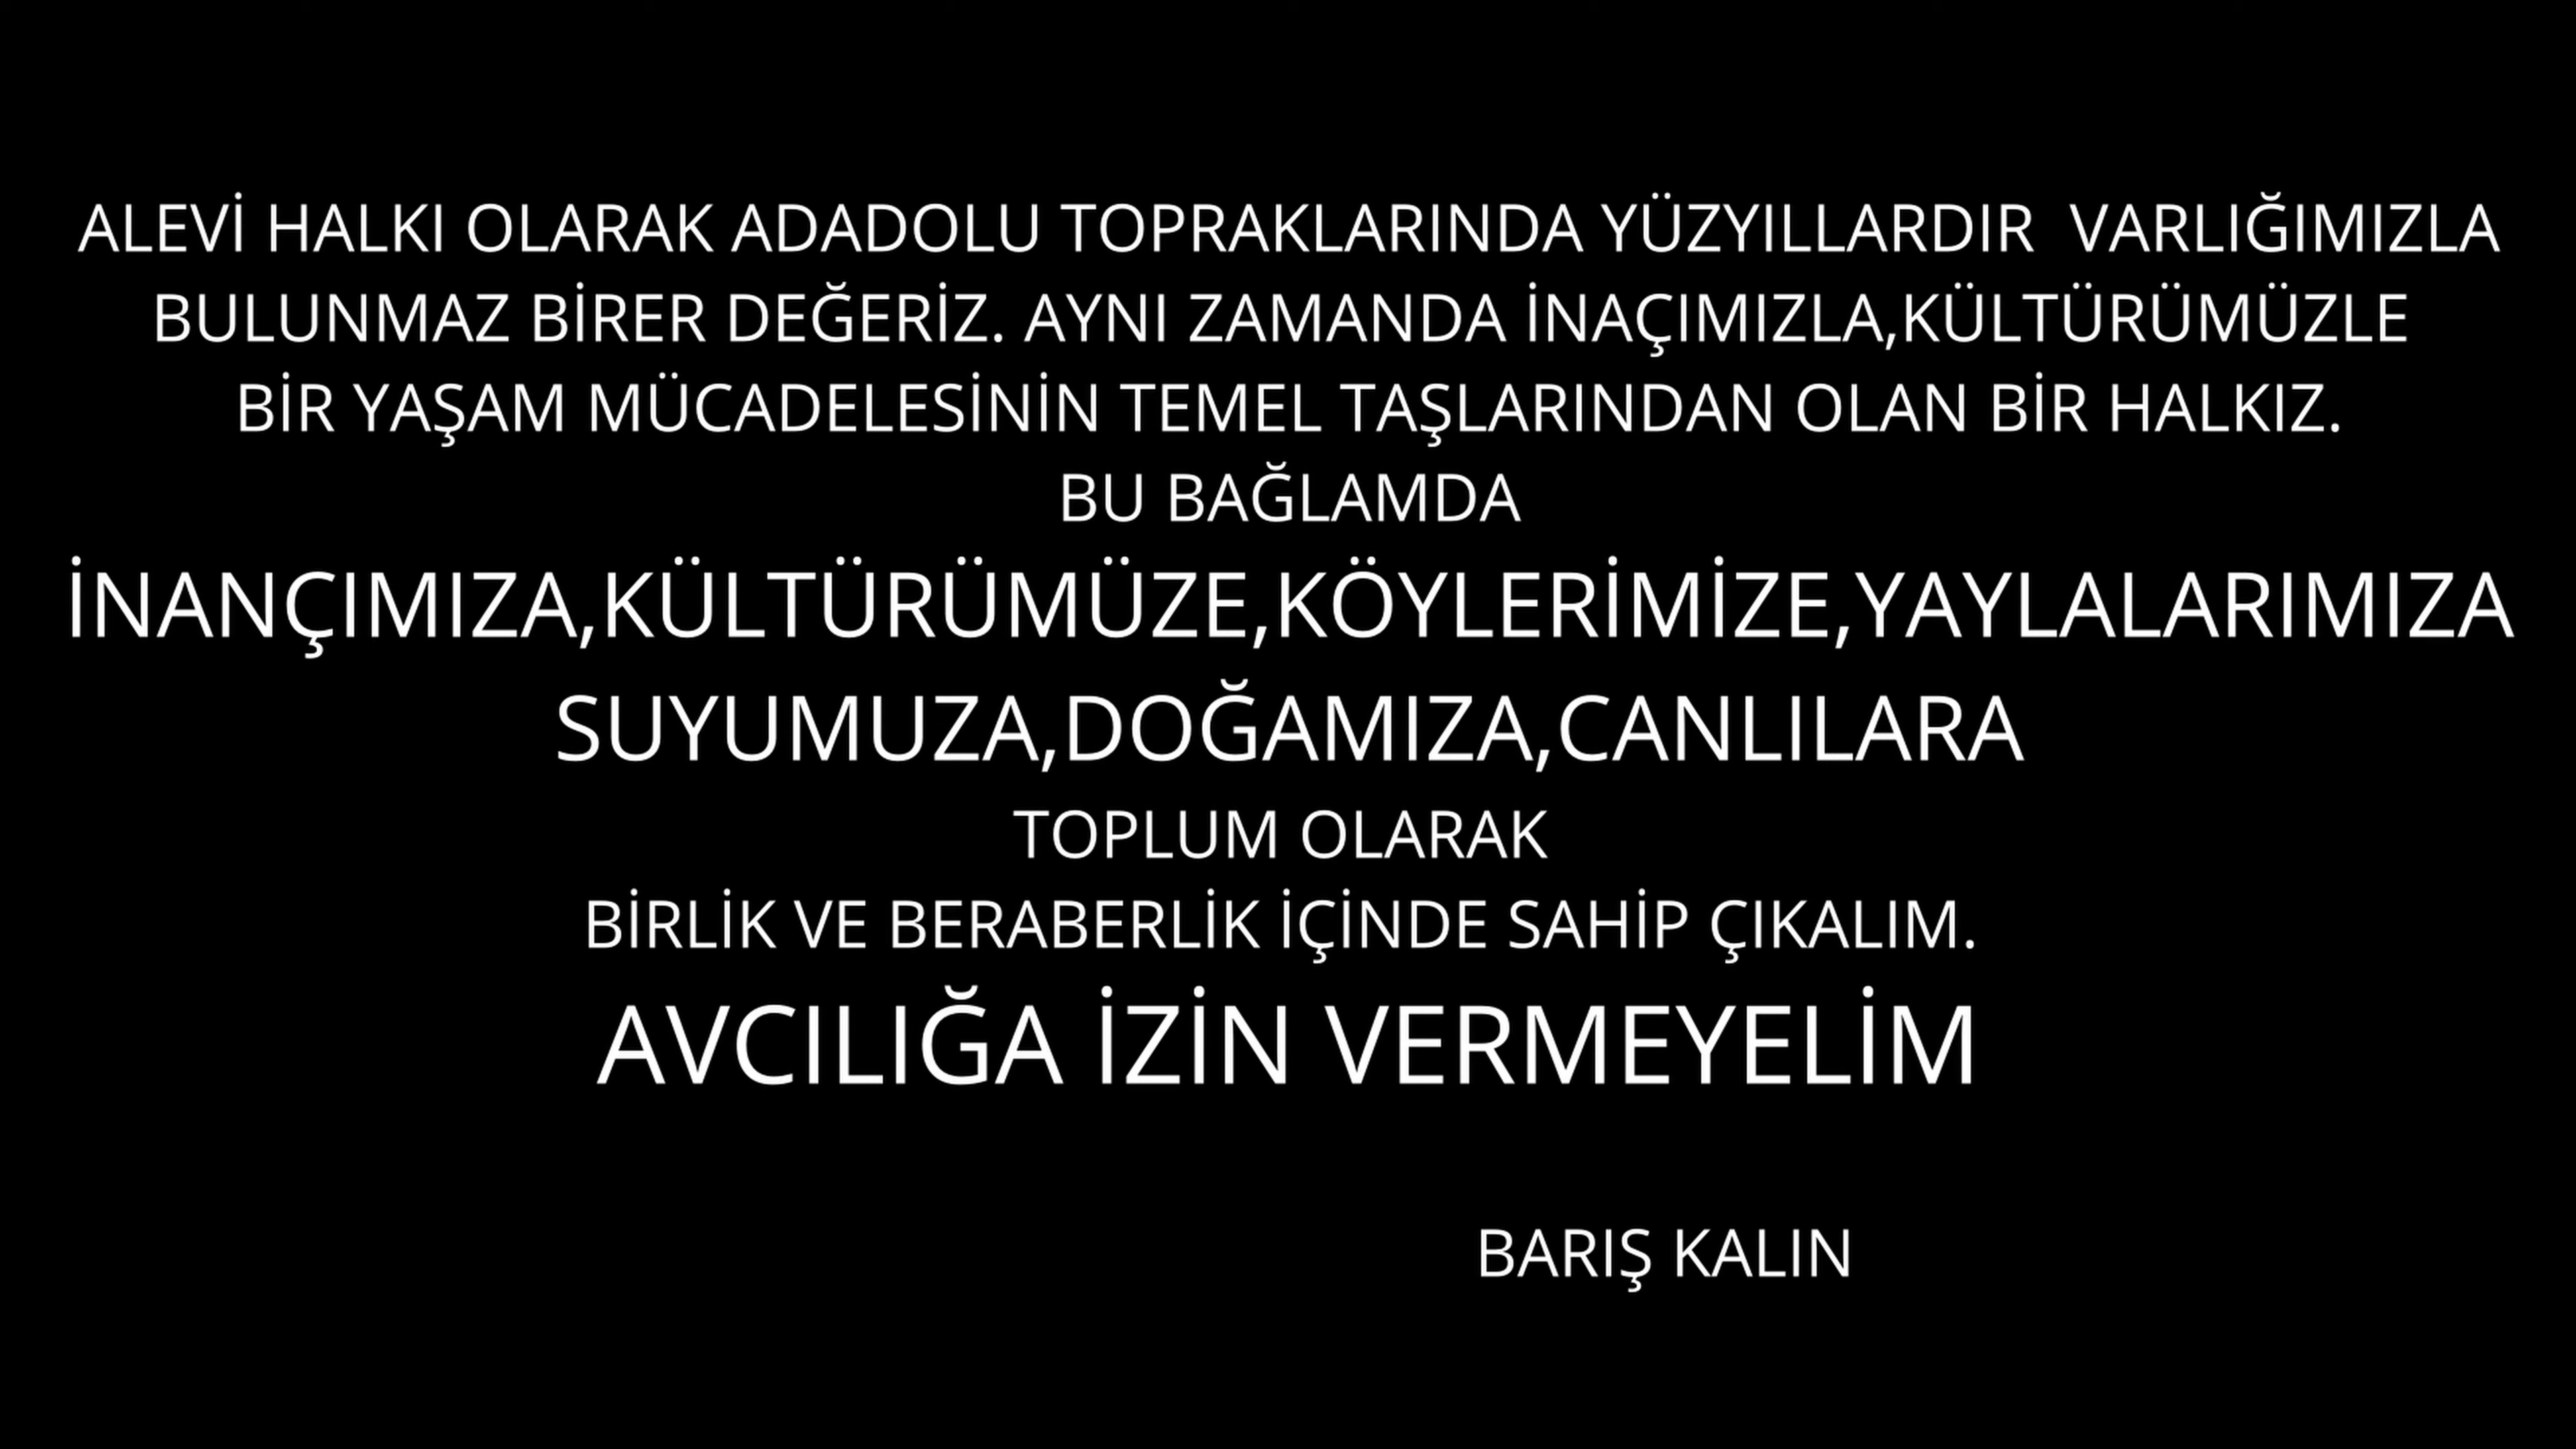 ALEVİ HALKI OLARAK ADADOLU TOPRAKLARINDA YÜZYILLARDIR  VARLIĞIMIZLA
BULUNMAZ BİRER DEĞERİZ. AYNI ZAMANDA İNAÇIMIZLA,KÜLTÜRÜMÜZLE
BİR YAŞAM MÜCADELESİNİN TEMEL TAŞLARINDAN OLAN BİR HALKIZ.
BU BAĞLAMDA
İNANÇIMIZA,KÜLTÜRÜMÜZE,KÖYLERİMİZE,YAYLALARIMIZA
SUYUMUZA,DOĞAMIZA,CANLILARA
TOPLUM OLARAK
BİRLİK VE BERABERLİK İÇİNDE SAHİP ÇIKALIM.
AVCILIĞA İZİN VERMEYELİM
BARIŞ KALIN